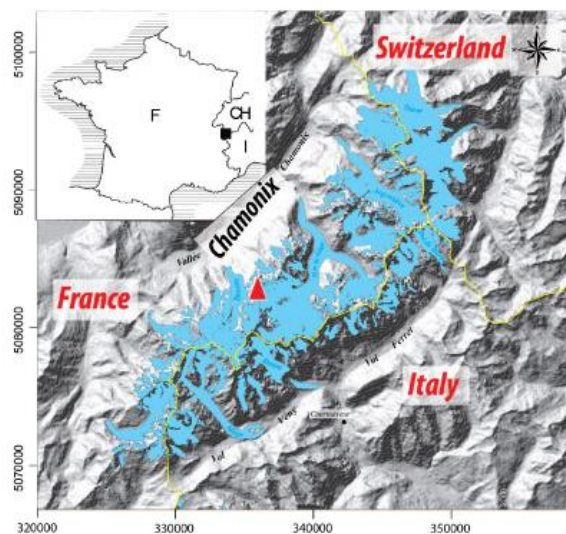 5100000
5090000
5080000
5070000
320000
330000
340000
350000
F
CH
I
Switzerland
Vallée
Chamonix
Chamonix
France
Italy
Val
Ferret
Val
Veny
Courmayeur